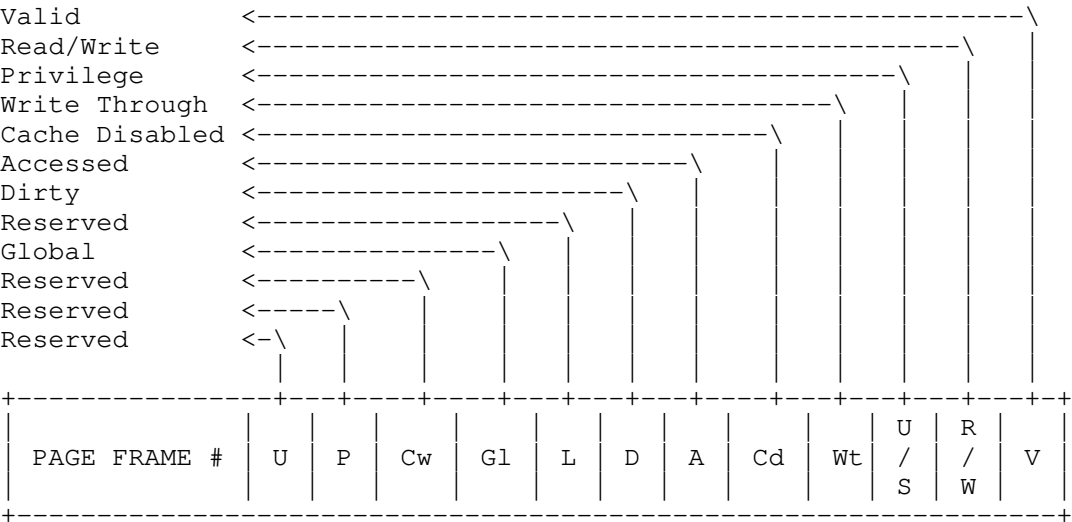 Valid <------------------------------------------------\
Read/Write <--------------------------------------------\ |
Privilege <----------------------------------------\ | |
Write Through <------------------------------------\ | | |
Cache Disabled <--------------------------------\ | | | |
Accessed <---------------------------\ | | | | |
Dirty <-----------------------\ | | | | | |
Reserved <-------------------\ | | | | | | |
Global <---------------\ | | | | | | | |
Reserved <----------\ | | | | | | | | |
Reserved <-----\ | | | | | | | | | |
Reserved <-\ | | | | | | | | | | |
| | | | | | | | | | | |
+----------------+---+----+----+---+---+---+----+---+---+---+---+-+
| | | | | | | | | | U | R | |
| PAGE FRAME # | U | P | Cw | Gl | L | D | A | Cd | Wt| / | / | V |
| | | | | | | | | | S | W | |
+-----------------------------------------------------------------+